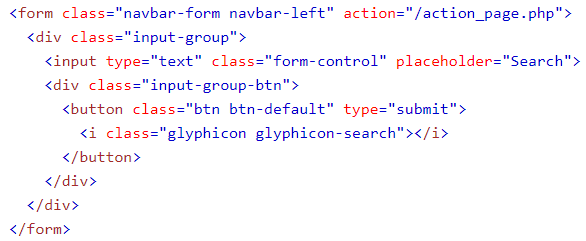 <form class="navbar-form navbar-left" action="/action_page.php">
  <div class="input-group">
    <input type="text" class="form-control" placeholder="Search">
    <div class="input-group-btn">
      <button class="btn btn-default" type="submit">
        <i class="glyphicon glyphicon-search"></i>
      </button>
    </div>
  </div>
</form>